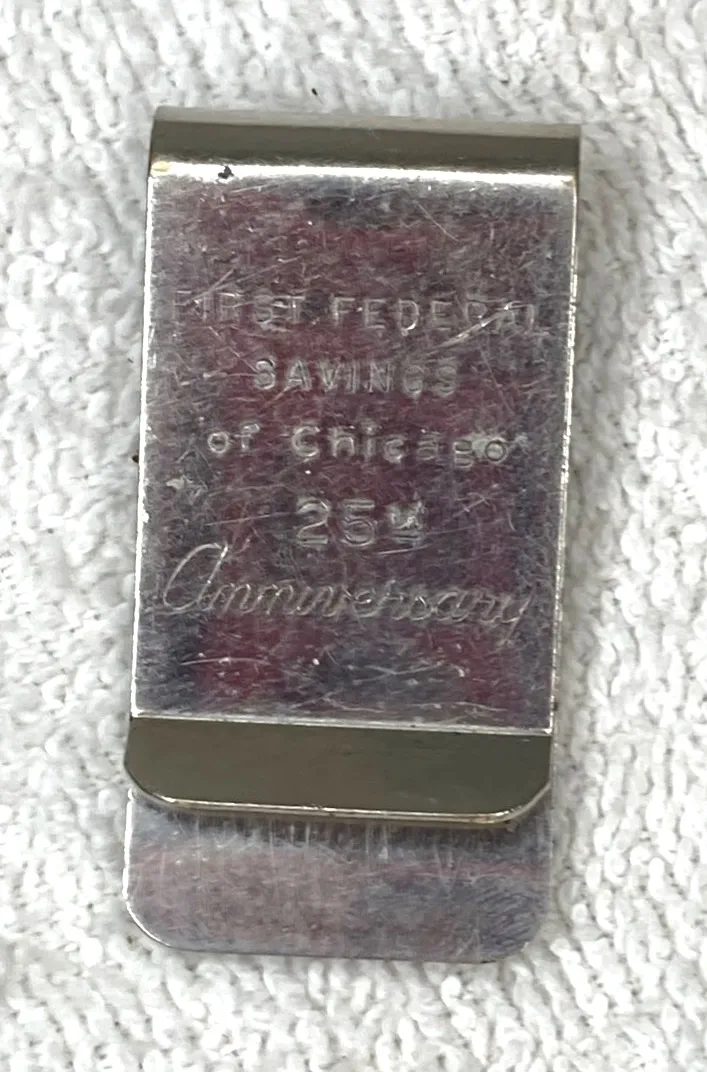 FIRST FEDERAL
SAVINGS
of Chicago
25th
Anniversary